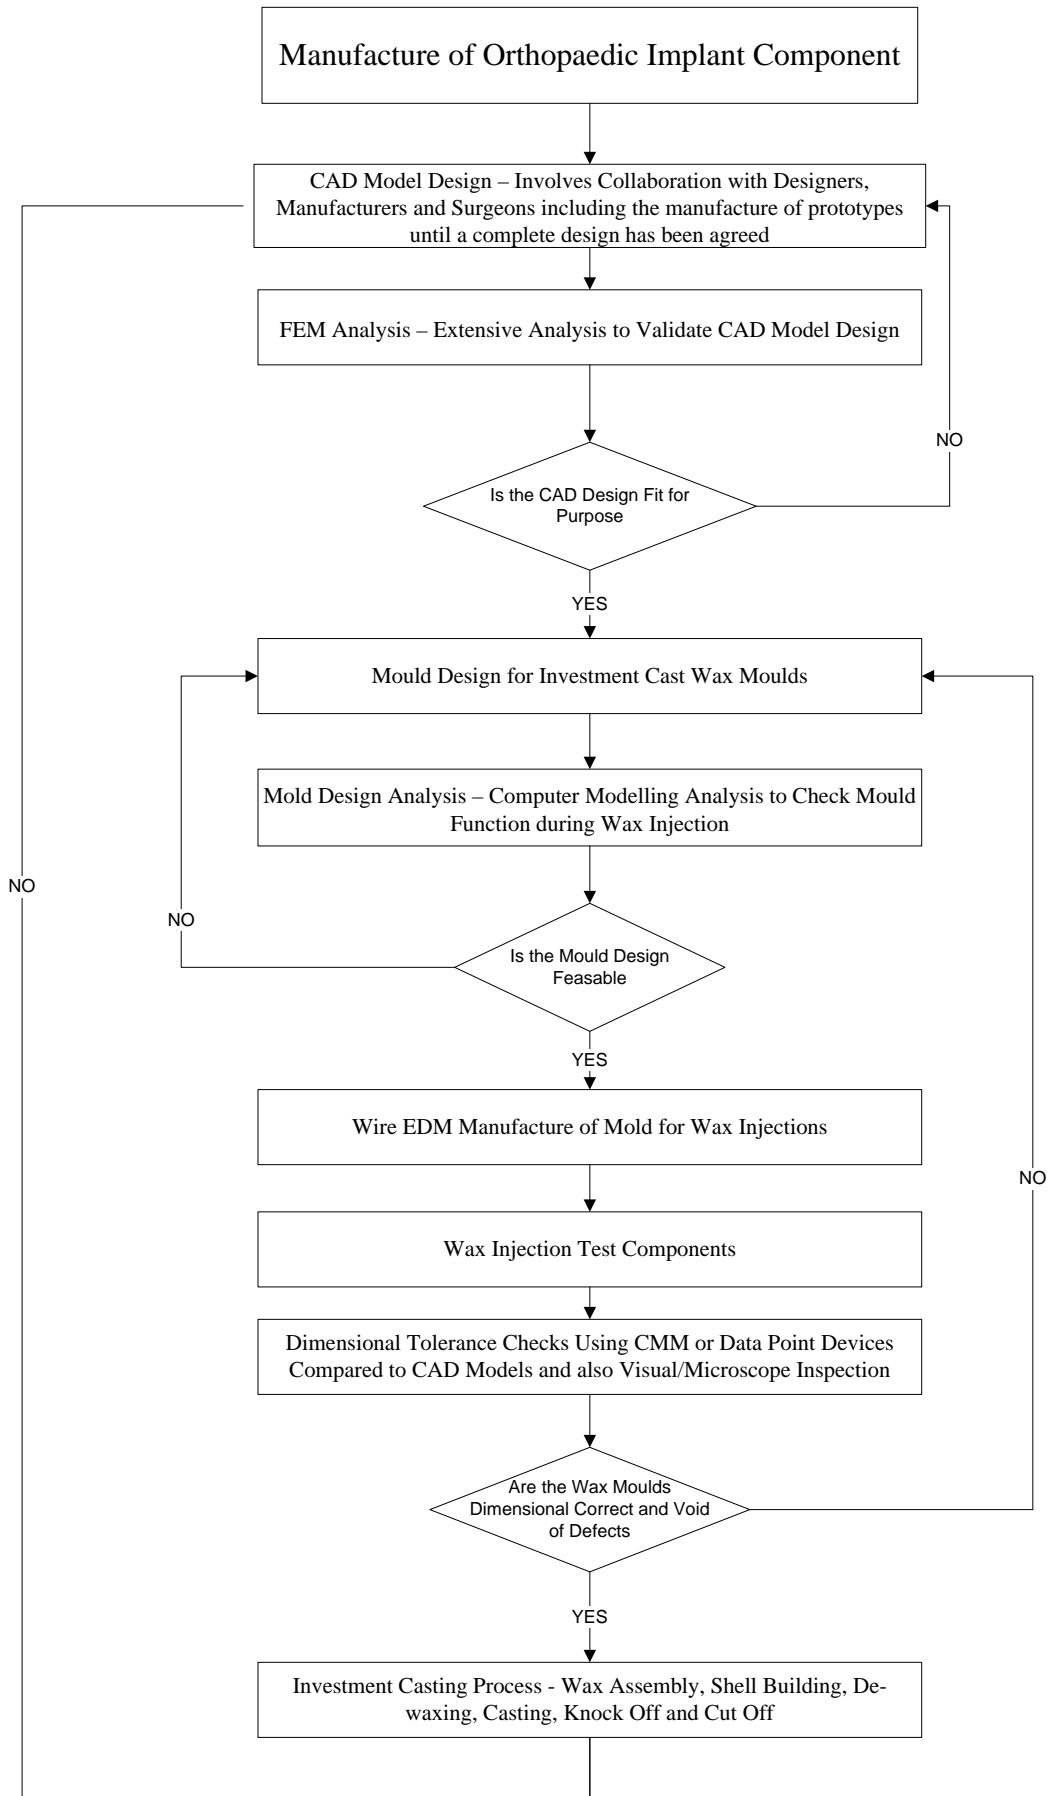 Manufacture of Orthopaedic Implant Component
CAD Model Design – Involves Collaboration with Designers,
Manufacturers and Surgeons including the manufacture of prototypes
until a complete design has been agreed
FEM Analysis – Extensive Analysis to Validate CAD Model Design
NO
Is the CAD Design Fit for
Purpose
YES
Mould Design for Investment Cast Wax Moulds
Mold Design Analysis – Computer Modelling Analysis to Check Mould
Function during Wax Injection
NO
NO
Is the Mould Design
Feasable
YES
Wire EDM Manufacture of Mold for Wax Injections
NO
Wax Injection Test Components
Dimensional Tolerance Checks Using CMM or Data Point Devices
Compared to CAD Models and also Visual/Microscope Inspection
Are the Wax Moulds
Dimensional Correct and Void
of Defects
YES
Investment Casting Process - Wax Assembly, Shell Building, De-
waxing, Casting, Knock Off and Cut Off